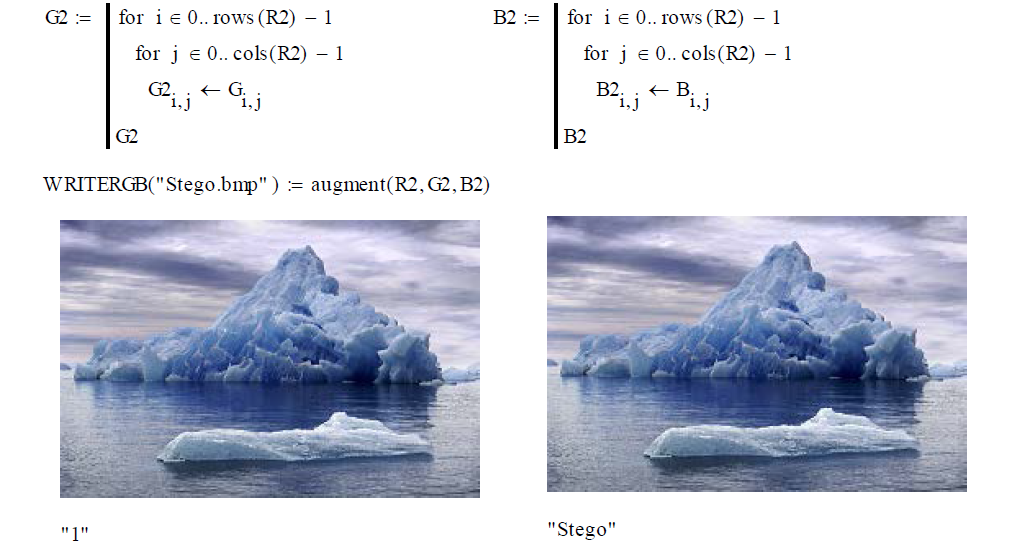 G2 := for i ∈ 0.. rows (R2) − 1
for j ∈ 0.. cols(R2) − 1
G2i, j ← Gi, j
G2
B2 := for i ∈ 0.. rows (R2) − 1
for j ∈ 0.. cols(R2) − 1
B2i, j ← Bi, j
B2
WRITERGB("Stego.bmp" ) := augment(R2, G2, B2)
"1"
"Stego"